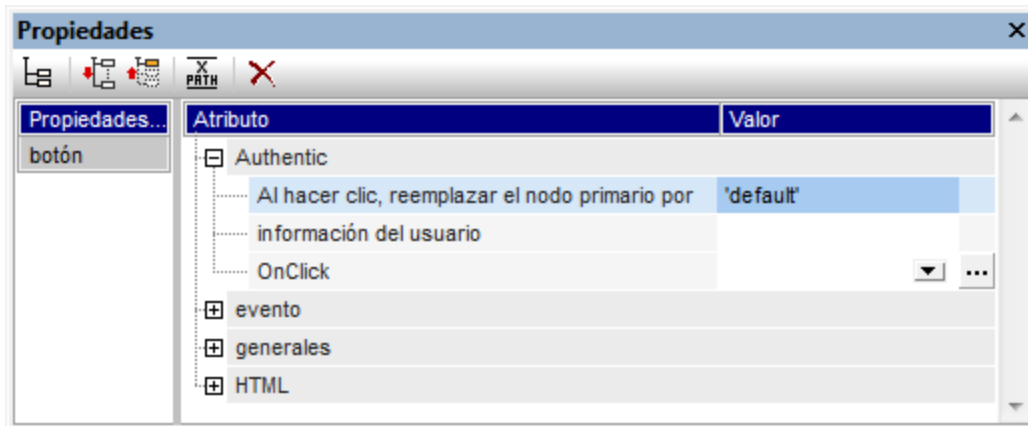 Propiedades
X PATH
Propiedades... Atributo Valor
botón Authentic
Al hacer clic, reemplazar el nodo primario por 'default'
información del usuario
OnClick ...
evento
generales
HTML